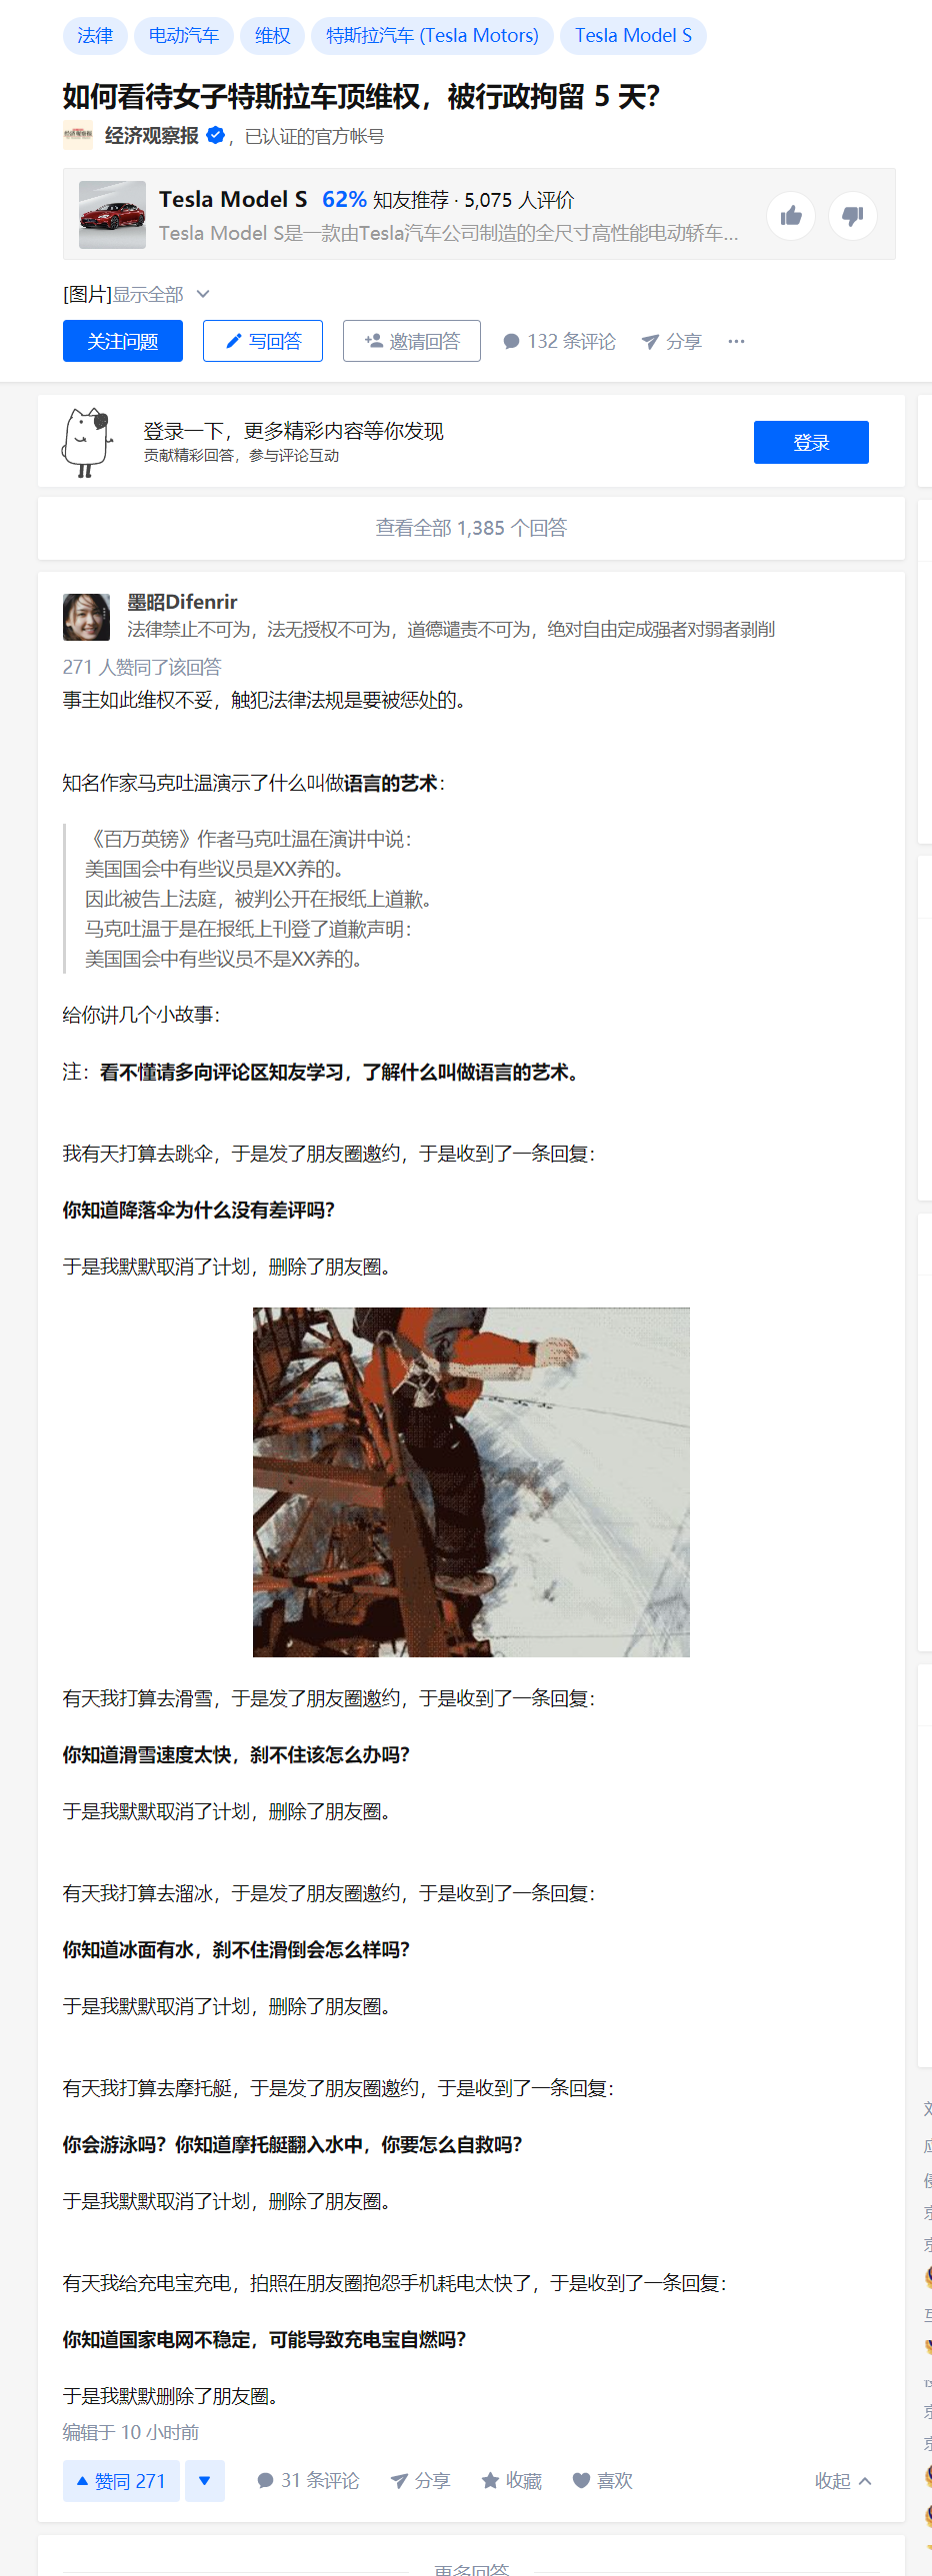 法律 电动汽车 维权 特斯拉汽车 (Tesla Motors) Tesla Model S
如何看待女子特斯拉车顶维权，被行政拘留 5 天？
经济观察报 ，已认证的官方帐号
Tesla Model S 62% 知友推荐 · 5,075 人评价
Tesla Model S是一款由Tesla汽车公司制造的全尺寸高性能电动轿车...
[图片]显示全部
关注问题 写回答 邀请回答 132 条评论 分享 ...
登录一下，更多精彩内容等你发现
贡献精彩回答，参与评论互动
登录
查看全部 1,385 个回答
墨昭Difenrir
法律禁止不可为，法无授权不可为，道德谴责不可为，绝对自由定成强者对弱者剥削
271 人赞同了该回答
事主如此维权不妥，触犯法律法规是要被惩处的。
知名作家马克吐温演示了什么叫做语言的艺术：
《百万英镑》作者马克吐温在演讲中说：
美国国会中有些议员是XX养的。
因此被告上法庭，被判公开在报纸上道歉。
马克吐温于是在报纸上刊登了道歉声明：
美国国会中有些议员不是XX养的。
给你讲几个小故事：
注：看不懂请多向评论区知友学习，了解什么叫做语言的艺术。
我有天打算去跳伞，于是发了朋友圈邀约，于是收到了一条回复：
你知道降落伞为什么没有差评吗？
于是我默默取消了计划，删除了朋友圈。
有天我打算去滑雪，于是发了朋友圈邀约，于是收到了一条回复：
你知道滑雪速度太快，刹不住该怎么办吗？
于是我默默取消了计划，删除了朋友圈。
有天我打算去溜冰，于是发了朋友圈邀约，于是收到了一条回复：
你知道冰面有水，刹不住滑倒会怎么样吗？
于是我默默取消了计划，删除了朋友圈。
有天我打算去摩托艇，于是发了朋友圈邀约，于是收到了一条回复：
你会游泳吗？你知道摩托艇翻入水中，你要怎么自救吗？
于是我默默取消了计划，删除了朋友圈。
有天我给充电宝充电，拍照在朋友圈抱怨手机耗电太快了，于是收到了一条回复：
你知道国家电网不稳定，可能导致充电宝自燃吗？
于是我默默删除了朋友圈。
编辑于 10 小时前
赞同 271 31 条评论 分享 收藏 喜欢 收起
更多回答